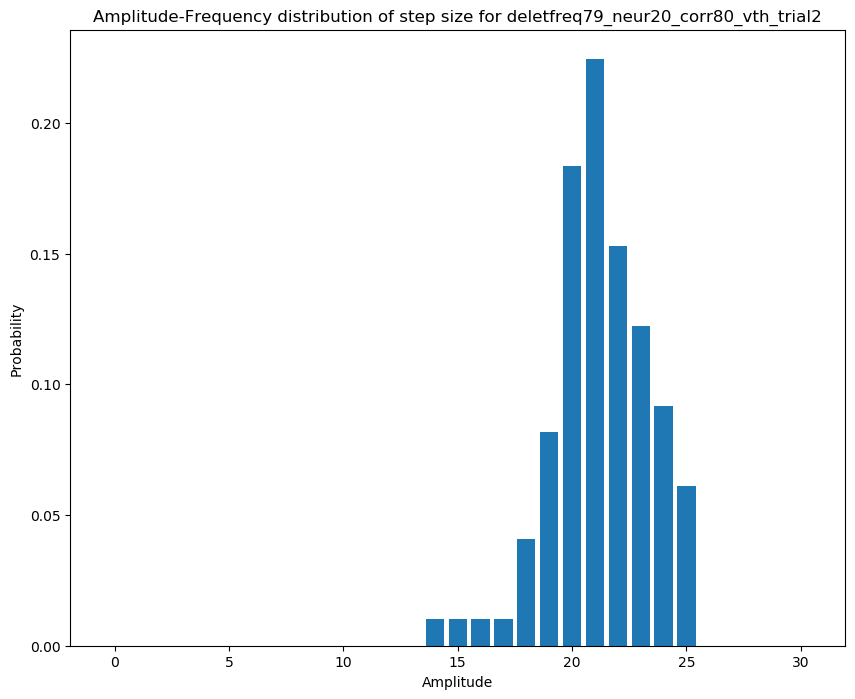 Amplitude-Frequency distribution of step size for deletfreq79_neur20_corr80_vth_trial2
0.20
0.15
0.10
0.05
0.00
Probability
0 5 10 15 20 25 30
Amplitude